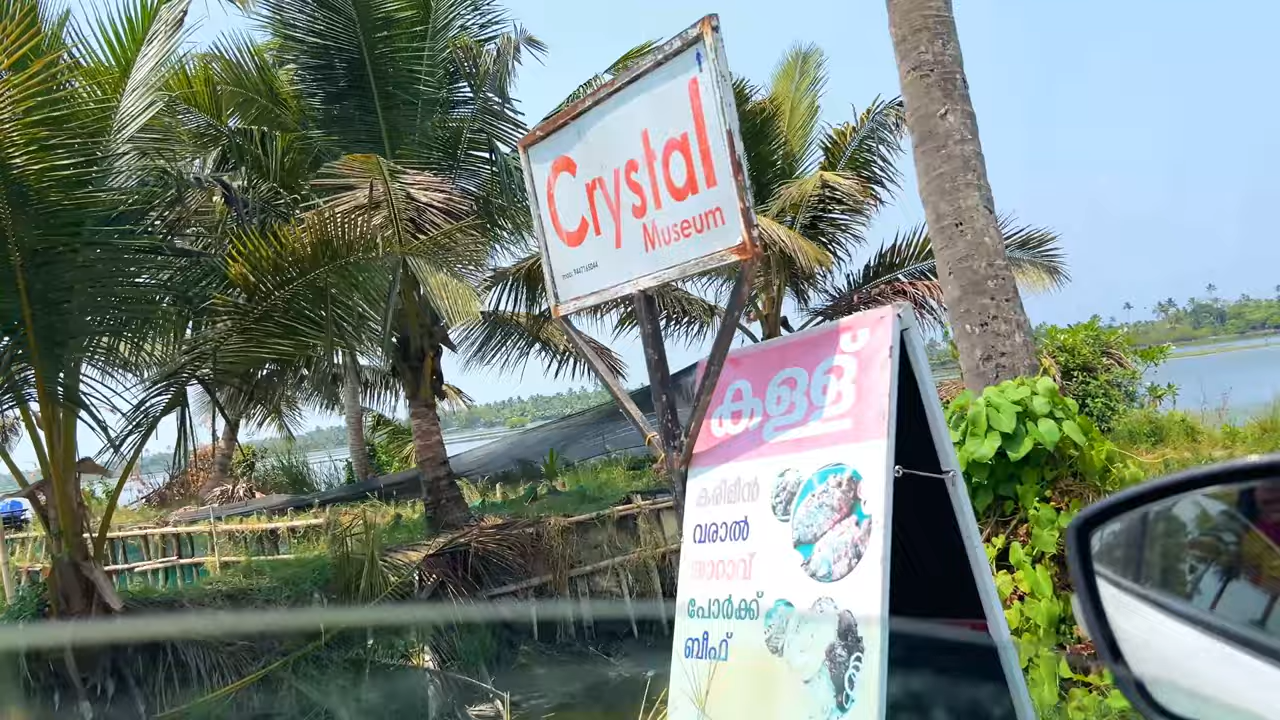 Crystal
Museum
കള്ള്
കരിമീൻ
വരാൽ
പോർക്ക്
ബീഫ്